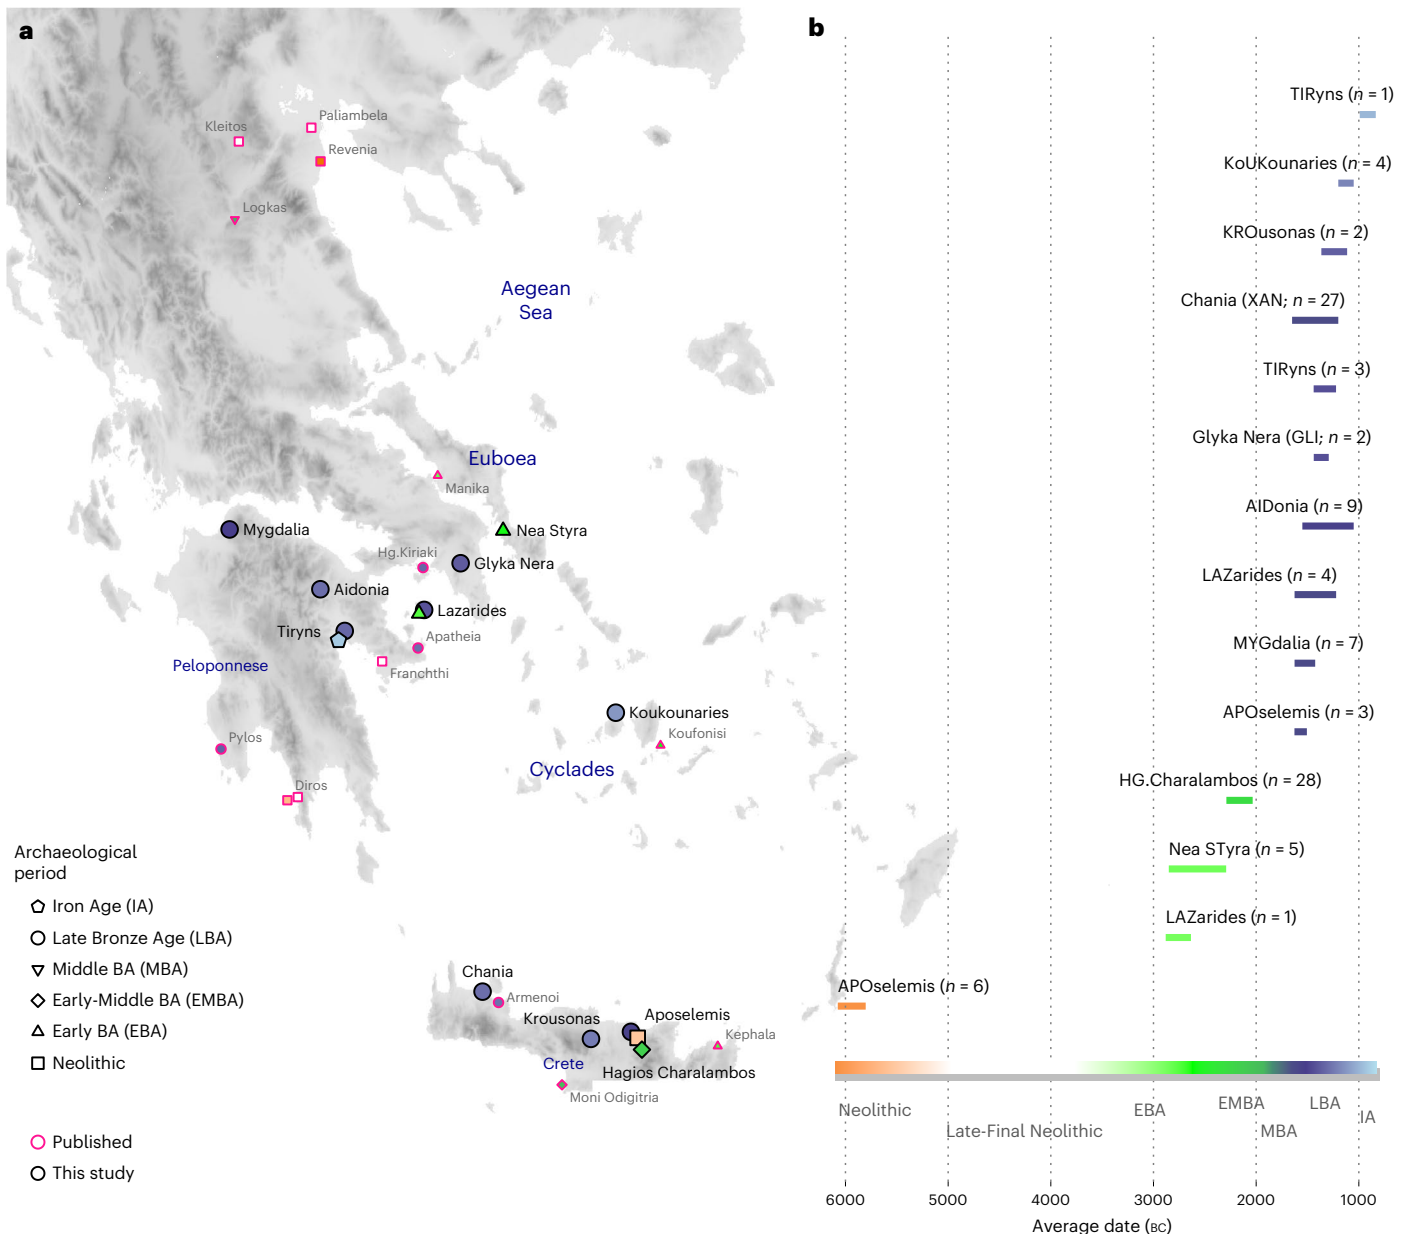 a
Kleitos
Paliambela
Revenia
Logkas
Aegean
Sea
Euboea
Manika
Mygdalia
Nea Styra
Hg.Kiriaki
Glyka Nera
Aidonia
Lazarides
Tiryns
Apatheia
Peloponnese
Franchthi
Koukounaries
Pylos
Koufonisi
Cyclades
Diros
Archaeological
period
Iron Age (IA)
Late Bronze Age (LBA)
Middle BA (MBA)
Early-Middle BA (EMBA)
Early BA (EBA)
Neolithic
Published
This study
Chania
Armenoi
Krousonas
Aposelemis
Kephala
Crete
Hagios Charalambos
Moni Odigitria
b
TIRyns (n = 1)
KoUKounaries (n = 4)
KROusonas (n = 2)
Chania (XAN; n = 27)
TIRyns (n = 3)
Glyka Nera (GLI; n = 2)
AIDonia (n = 9)
LAZarides (n = 4)
MYGdalia (n = 7)
APOselemis (n = 3)
HG.Charalambos (n = 28)
Nea STyra (n = 5)
LAZarides (n = 1)
APOselemis (n = 6)
Neolithic
Late-Final Neolithic
EBA
EMBA
MBA
LBA
IA
6000 5000 4000 3000 2000 1000
Average date (BC)